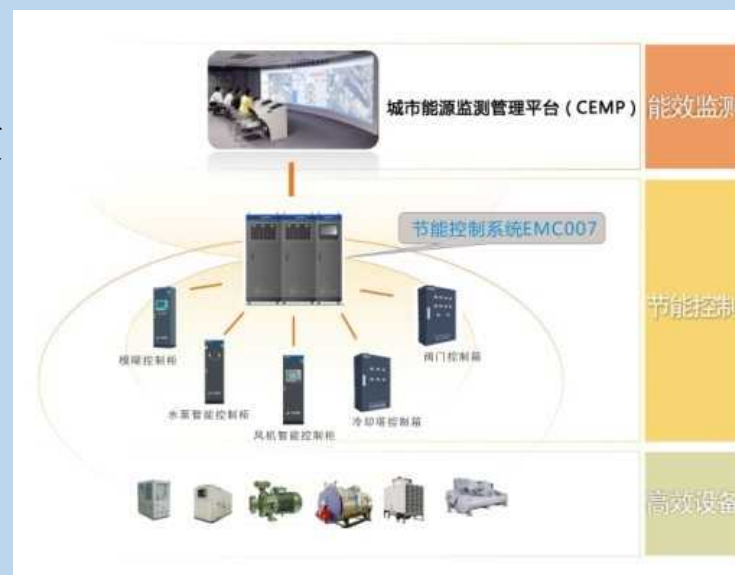 城市能源监测管理平台（CEMP）
能效监测
节能控制系统EMC007
节能控制
模糊控制柜
阀门控制箱
水泵智能控制柜
冷却塔控制箱
风机智能控制柜
高效设备